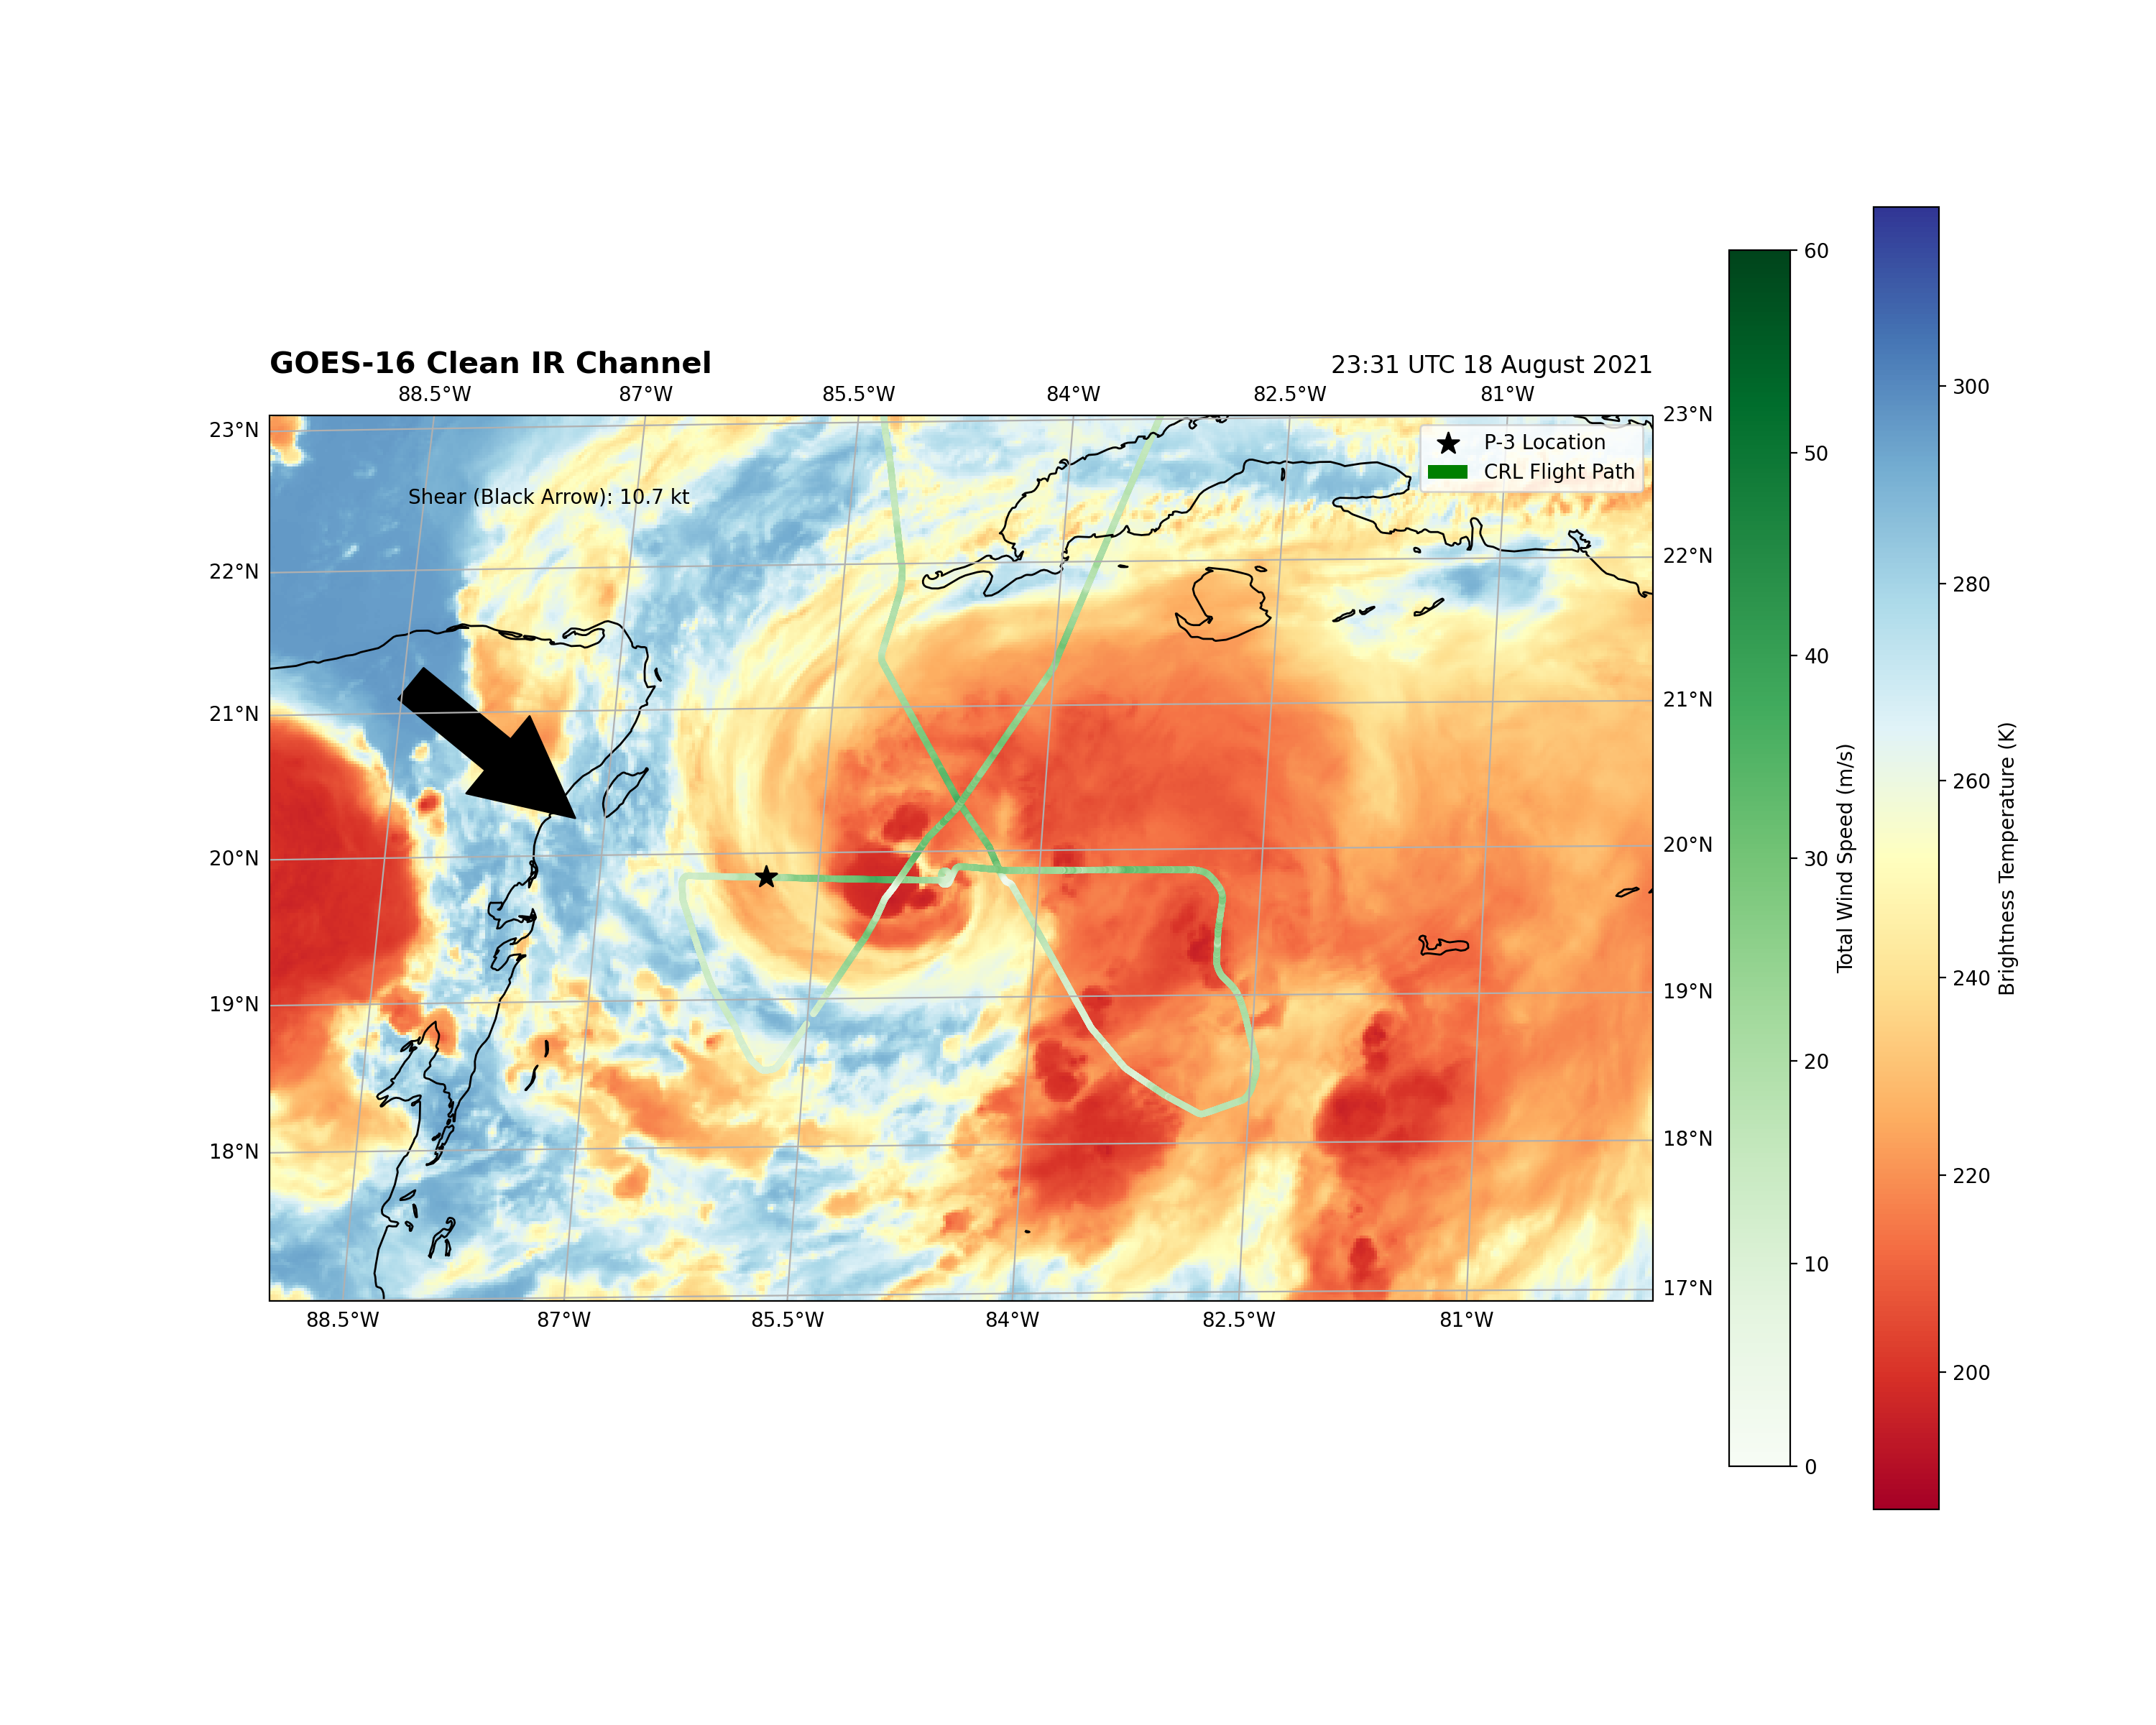 GOES-16 Clean IR Channel
23:31 UTC 18 August 2021
88.5°W 87°W 85.5°W 84°W 82.5°W 81°W
23°N
23°N
P-3 Location
CRL Flight Path
Shear (Black Arrow): 10.7 kt
22°N
22°N
21°N
21°N
20°N
20°N
19°N
19°N
18°N
18°N
17°N
88.5°W 87°W 85.5°W 84°W 82.5°W 81°W
60
50
40
30
20
10
0
Total Wind Speed (m/s)
300
280
260
240
220
200
Brightness Temperature (K)